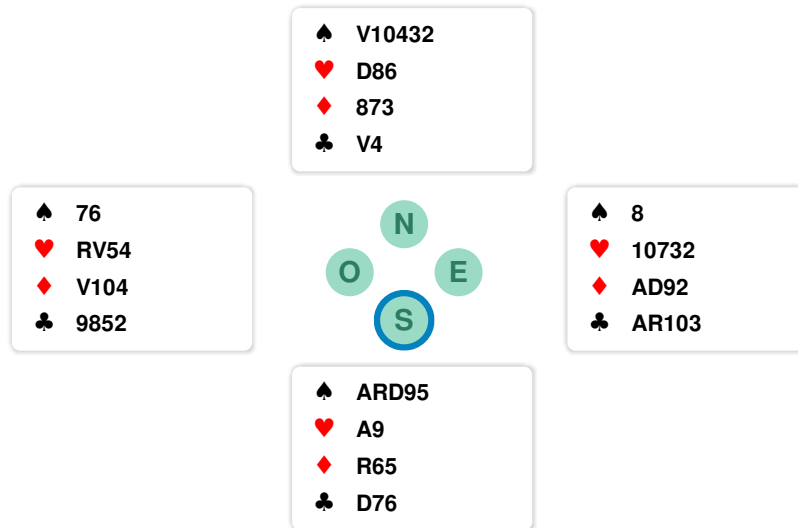 ♠ V10432
♥ D86
♦ 873
♣ V4
♠ 76
♥ RV54
♦ V104
♣ 9852
N
O E
S
♠ 8
♥ 10732
♦ AD92
♣ AR103
♠ ARD95
♥ A9
♦ R65
♣ D76